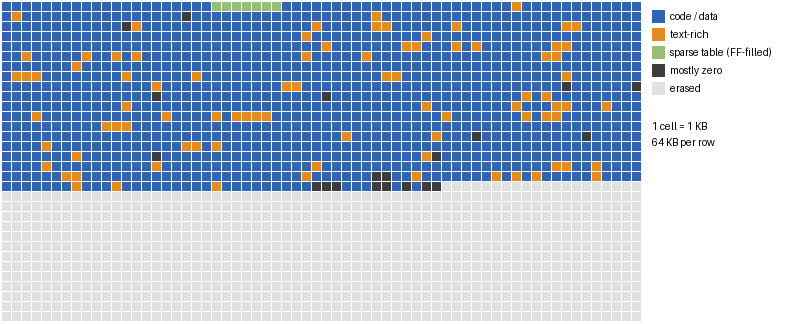 code / data
text-rich
sparse table (FF-filled)
mostly zero
erased
1 cell = 1 KB
64 KB per row